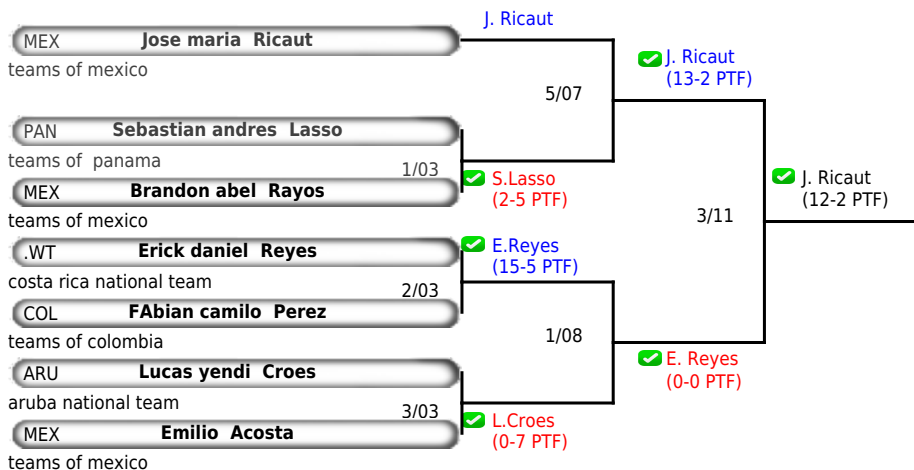 J. Ricaut
MEX Jose maria Ricaut
teams of mexico
J. Ricaut
(13-2 PTF)
5/07
PAN Sebastian andres Lasso
teams of panama
1/03
S.Lasso
(2-5 PTF)
MEX Brandon abel Rayos
teams of mexico
J. Ricaut
(12-2 PTF)
3/11
.WT Erick daniel Reyes
costa rica national team
E.Reyes
(15-5 PTF)
2/03
COL FAbian camilo Perez
teams of colombia
1/08
E. Reyes
(0-0 PTF)
ARU Lucas yendi Croes
aruba national team
3/03
L.Croes
(0-7 PTF)
MEX Emilio Acosta
teams of mexico